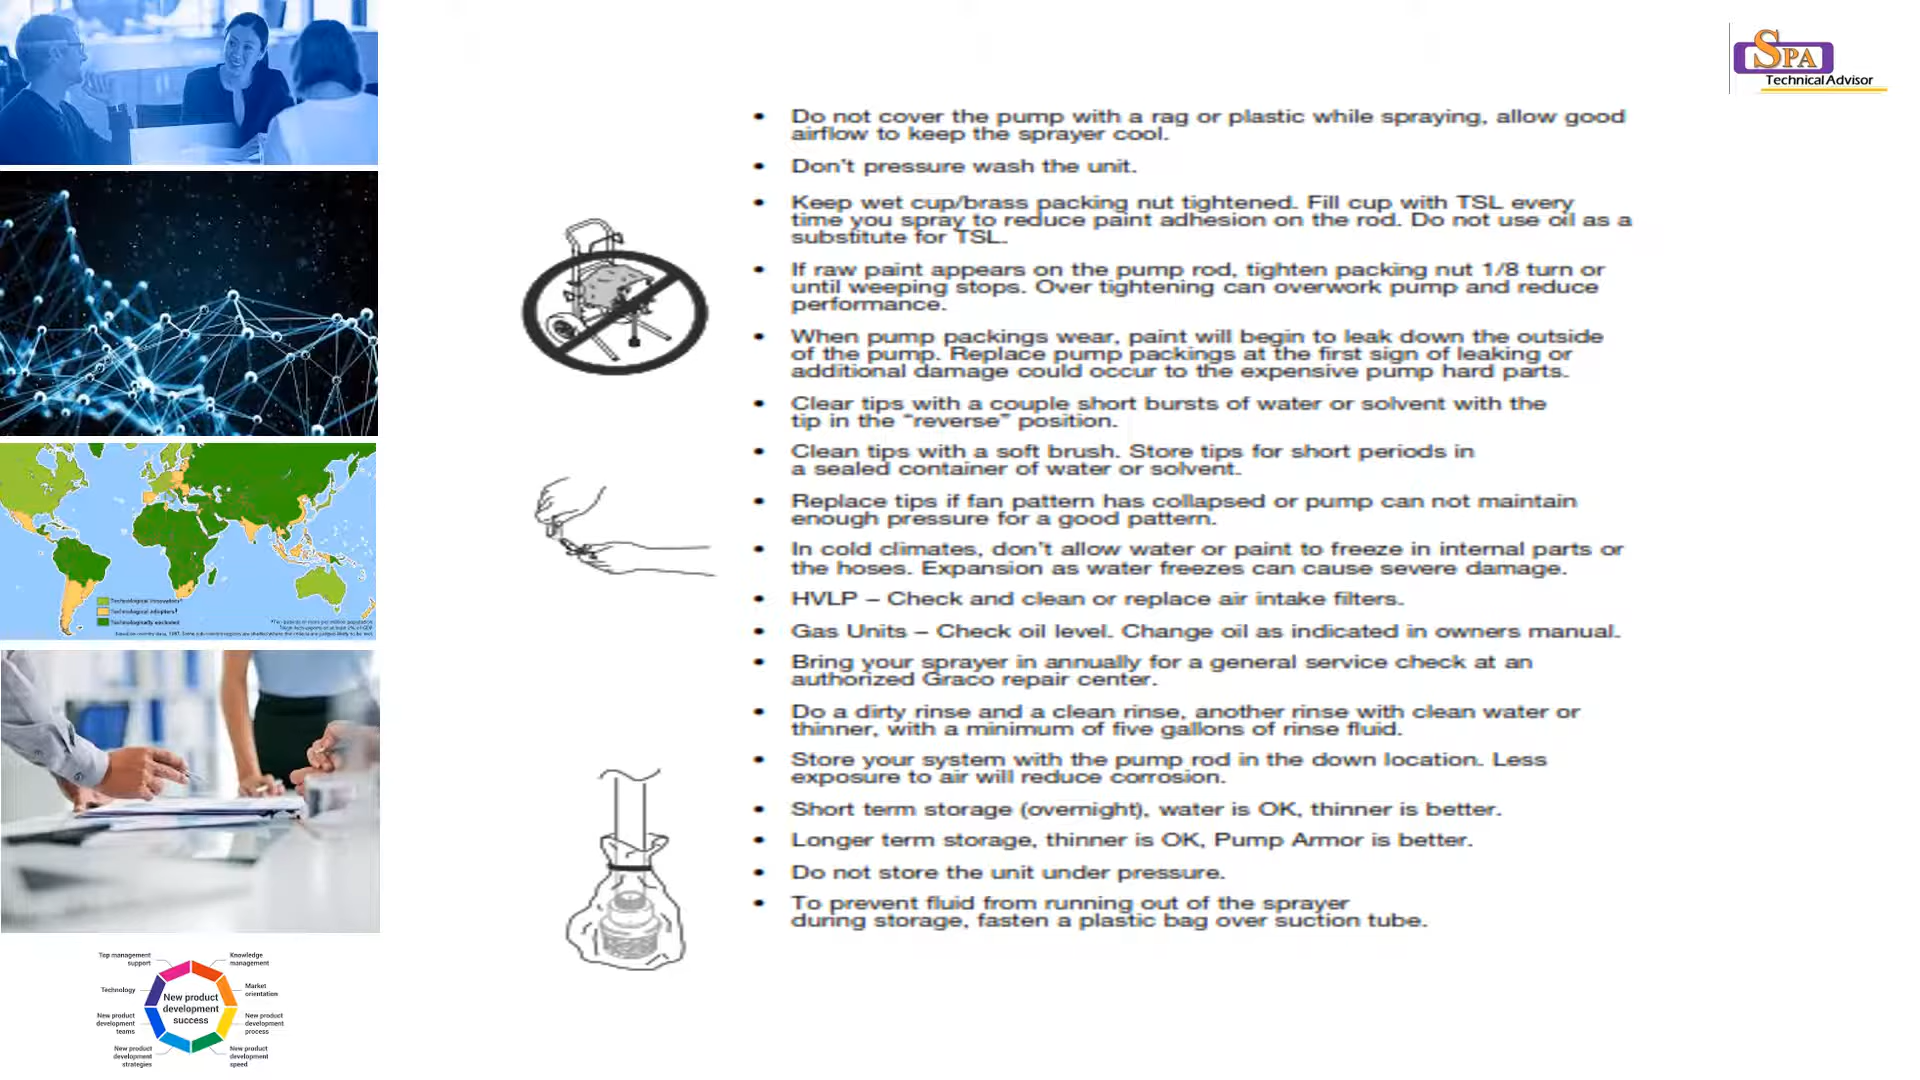 SPA
Technical Advisor
• Do not cover the pump with a rag or plastic while spraying, allow good
airflow to keep the sprayer cool.
• Don't pressure wash the unit.
• Keep wet cup/brass packing nut tightened. Fill cup with TSL every
time you spray to reduce paint adhesion on the rod. Do not use oil as a
substitute for TSL.
• If raw paint appears on the pump rod, tighten packing nut 1/8 turn or
until weeping stops. Over tightening can overwork pump and reduce
performance.
• When pump packings wear, paint will begin to leak down the outside
of the pump. Replace pump packings at the first sign of leaking or
additional damage could occur to the expensive pump hard parts.
• Clear tips with a couple short bursts of water or solvent with the
tip in the “reverse” position.
• Clean tips with a soft brush. Store tips for short periods in
a sealed container of water or solvent.
• Replace tips if fan pattern has collapsed or pump can not maintain
enough pressure for a good pattern.
• In cold climates, don't allow water or paint to freeze in internal parts or
the hoses. Expansion as water freezes can cause severe damage.
• HVLP – Check and clean or replace air intake filters.
• Gas Units – Check oil level. Change oil as indicated in owners manual.
• Bring your sprayer in annually for a general service check at an
authorized Graco repair center.
• Do a dirty rinse and a clean rinse, another rinse with clean water or
thinner, with a minimum of five gallons of rinse fluid.
• Store your system with the pump rod in the down location. Less
exposure to air will reduce corrosion.
• Short term storage (overnight), water is OK, thinner is better.
• Longer term storage, thinner is OK, Pump Armor is better.
• Do not store the unit under pressure.
• To prevent fluid from running out of the sprayer
during storage, fasten a plastic bag over suction tube.
Technological innovators*
Technological adopters†
Technologically excluded
Top management
support
Knowledge
management
Technology
Market
orientation
New product
development
success
New product
development
teams
New product
development
process
New product
development
strategies
New product
development
speed